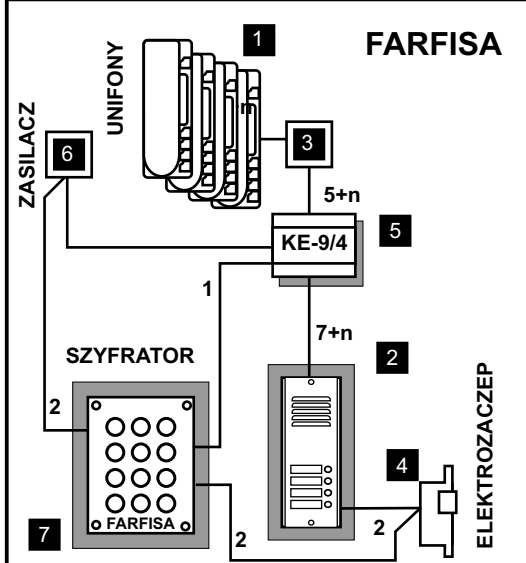 1
FARFISA
UNIFONY
n
ZASILACZ
6
3
5+n
5
KE-9/4
1
7+n
SZYFRATOR
2
2
4
ELEKTROZACZEP
FARFISA
7
2
2